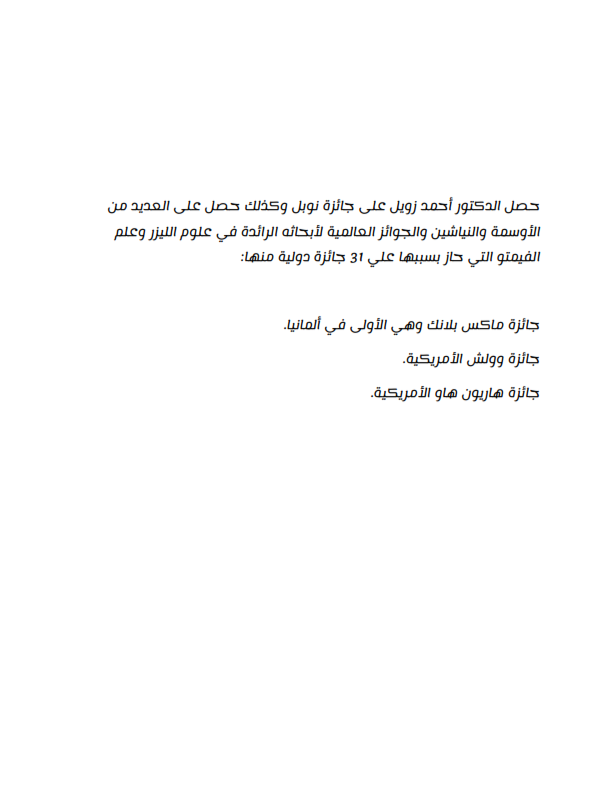 حصل الدكتور أحمد زويل على جائزة نوبل وكذلك حصل على العديد من
الأوسمة والنياشين والجوائز العالمية لأبحاثه الرائدة في علوم الليزر وعلم
الفيمتو التي حاز بسببها علي 31 جائزة دولية منها:
جائزة ماكس بلانك وهي الأولى في ألمانيا.
جائزة وولش الأمريكية.
جائزة هاريون هاو الأمريكية.